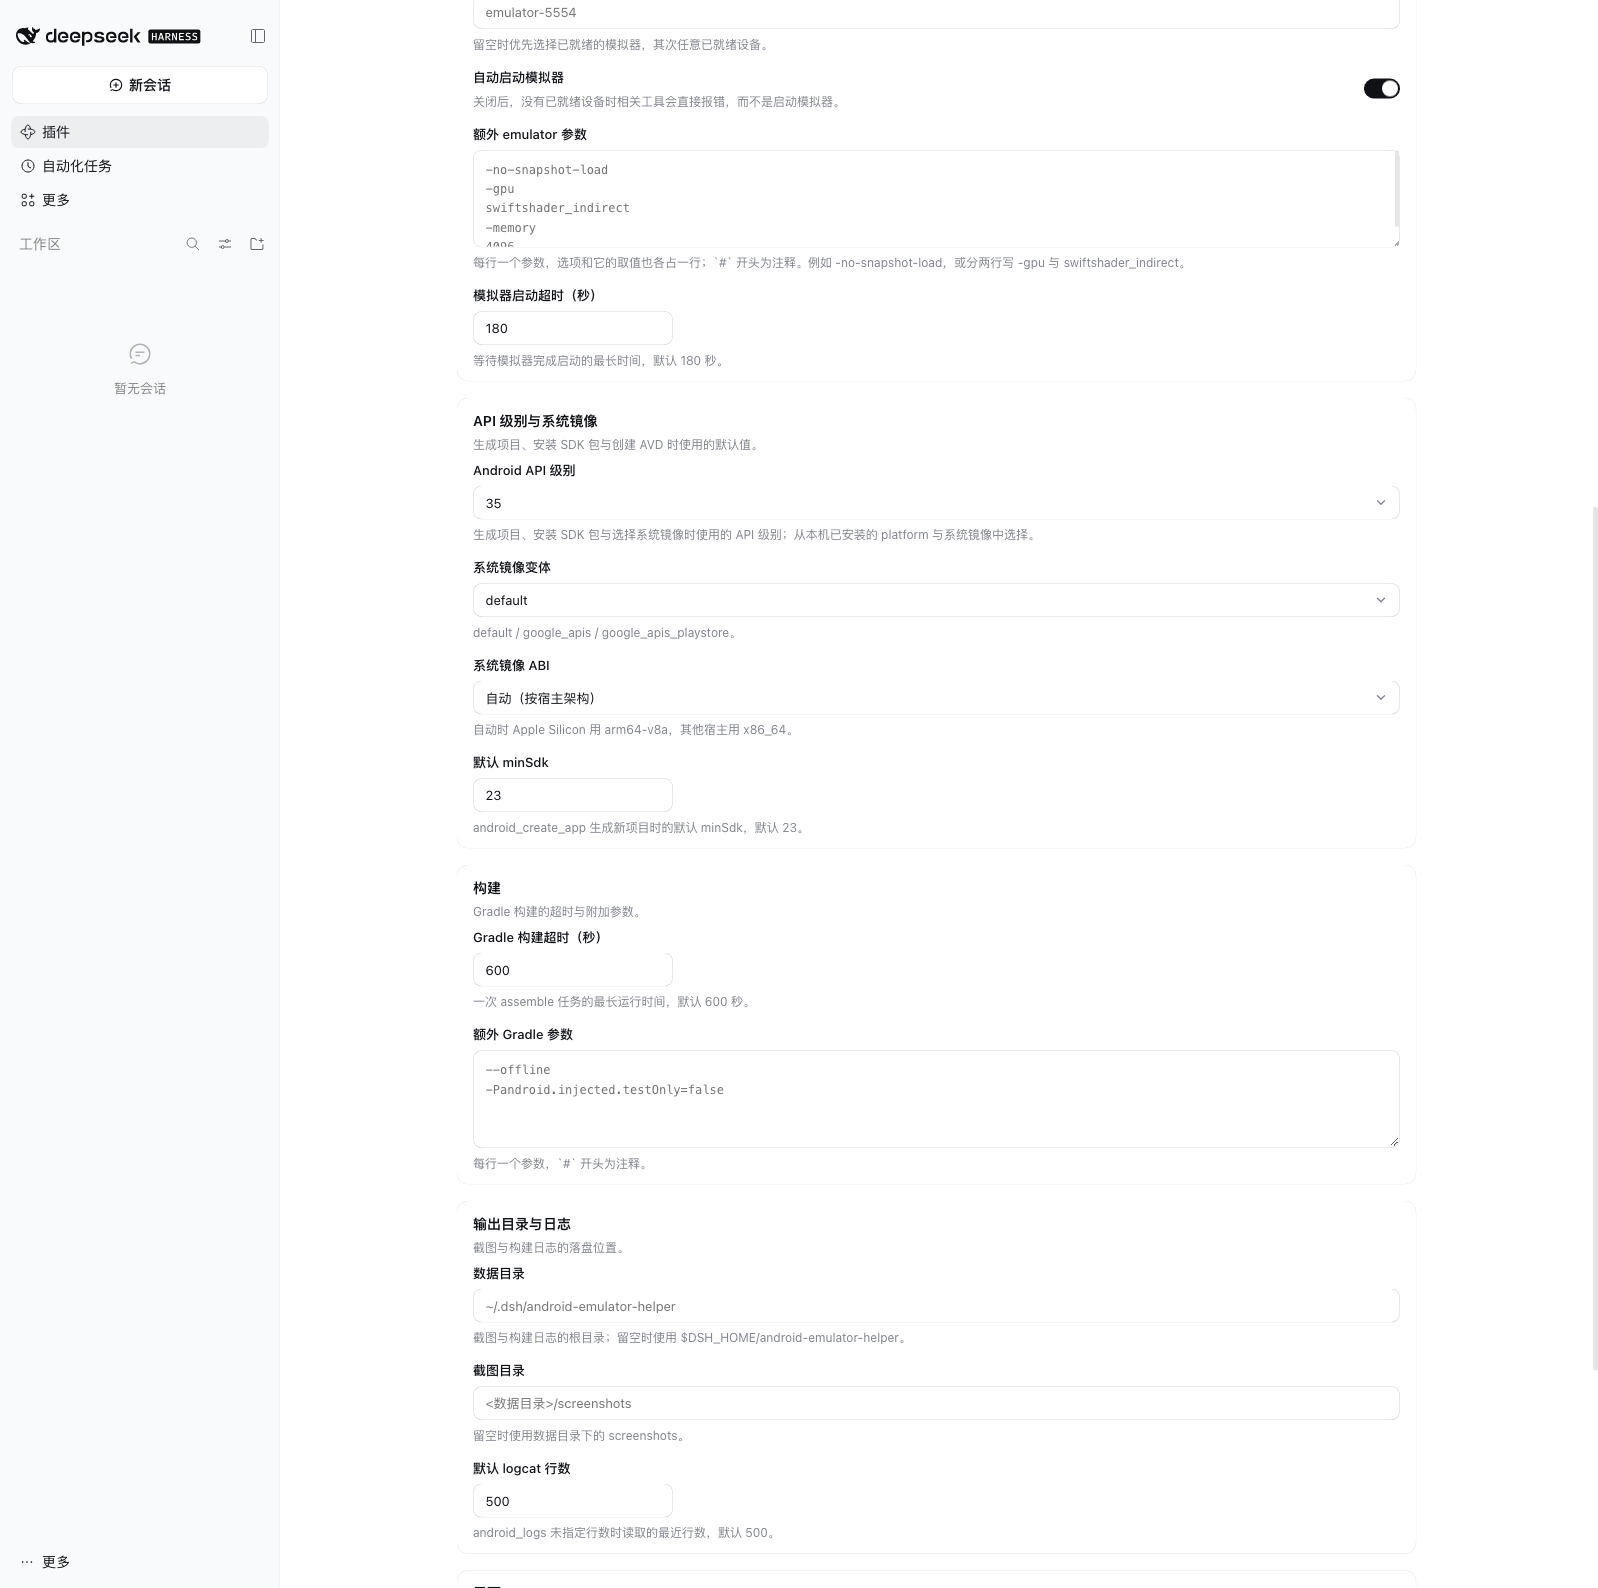 deepseek HARNESS
新会话
插件
自动化任务
更多
工作区
暂无会话
更多
emulator-5554
留空时优先选择已就绪的模拟器，其次任意已就绪设备。
自动启动模拟器
关闭后，没有已就绪设备时相关工具会直接报错，而不是启动模拟器。
额外 emulator 参数
-no-snapshot-load
-gpu
swiftshader_indirect
-memory
4096
每行一个参数，选项和它的取值也各占一行；`#` 开头为注释。例如 -no-snapshot-load，或分两行写 -gpu 与 swiftshader_indirect。
模拟器启动超时（秒）
180
等待模拟器完成启动的最长时间，默认 180 秒。
API 级别与系统镜像
生成项目、安装 SDK 包与创建 AVD 时使用的默认值。
Android API 级别
35
生成项目、安装 SDK 包与选择系统镜像时使用的 API 级别；从本机已安装的 platform 与系统镜像中选择。
系统镜像变体
default
default / google_apis / google_apis_playstore。
系统镜像 ABI
自动（按宿主架构）
自动时 Apple Silicon 用 arm64-v8a，其他宿主用 x86_64。
默认 minSdk
23
android_create_app 生成新项目时的默认 minSdk，默认 23。
构建
Gradle 构建的超时与附加参数。
Gradle 构建超时（秒）
600
一次 assemble 任务的最长运行时间，默认 600 秒。
额外 Gradle 参数
--offline
-Pandroid.injected.testOnly=false
每行一个参数，`#` 开头为注释。
输出目录与日志
截图与构建日志的落盘位置。
数据目录
~/.dsh/android-emulator-helper
截图与构建日志的根目录；留空时使用 $DSH_HOME/android-emulator-helper。
截图目录
<数据目录>/screenshots
留空时使用数据目录下的 screenshots。
默认 logcat 行数
500
android_logs 未指定行数时读取的最近行数，默认 500。